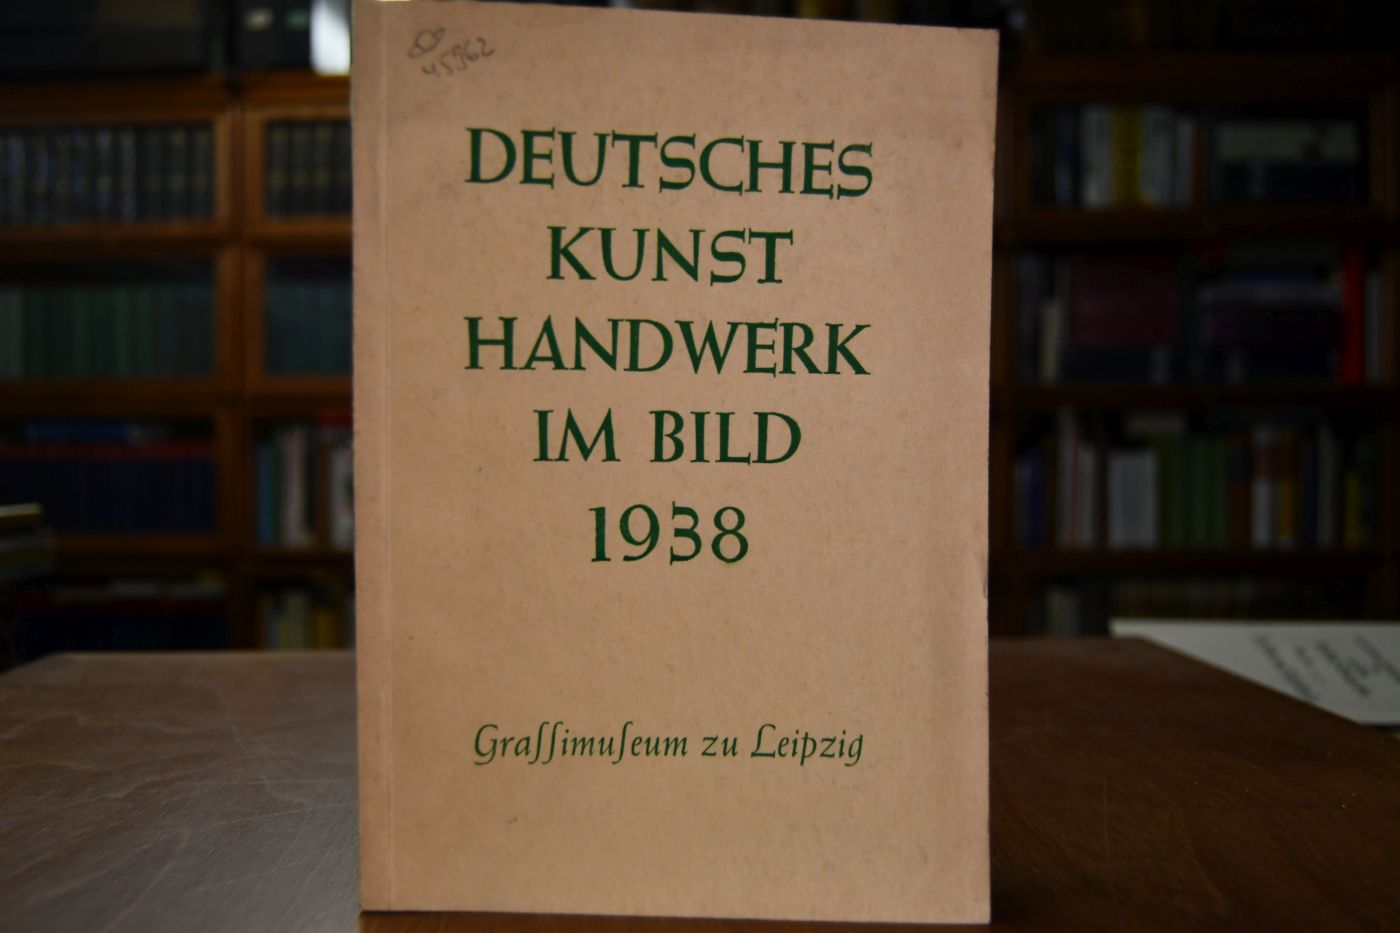 45962
DEUTSCHES
KUNST
HANDWERK
IM BILD
1938
Graſſimuſeum zu Leipzig